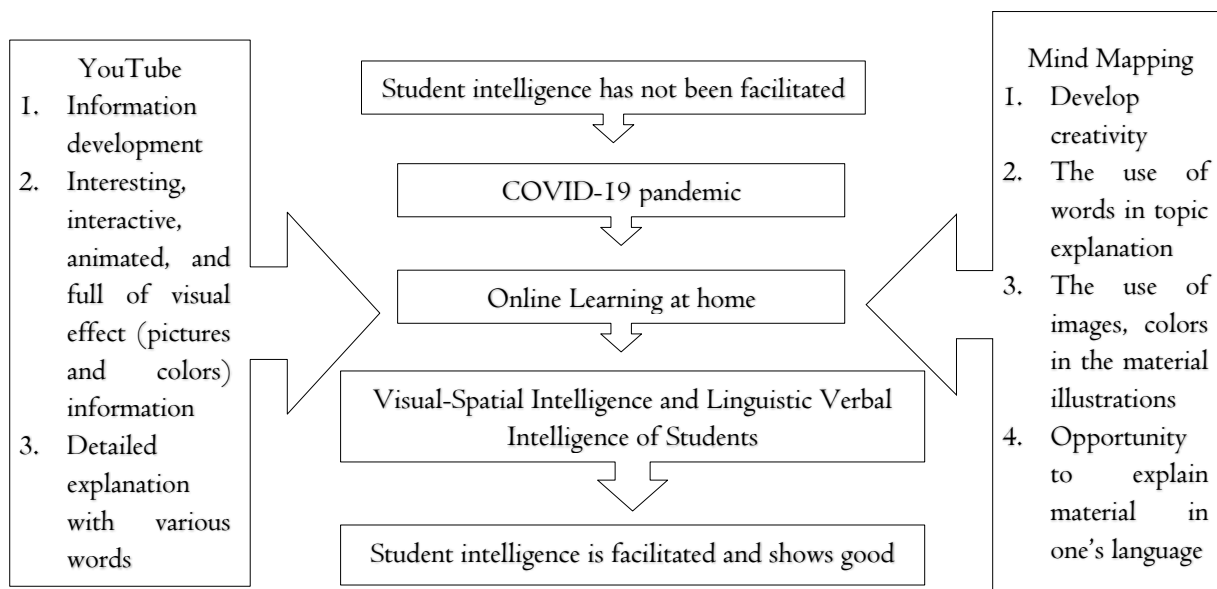 YouTube
1. Information
development
2. Interesting,
interactive,
animated, and
full of visual
effect (pictures
and colors)
information
3. Detailed
explanation
with various
words
Student intelligence has not been facilitated
COVID-19 pandemic
Online Learning at home
Visual-Spatial Intelligence and Linguistic Verbal
Intelligence of Students
Student intelligence is facilitated and shows good
Mind Mapping
1. Develop
creativity
2. The use of
words in topic
explanation
3. The use of
images, colors
in the material
illustrations
4. Opportunity
to explain
material in
one's language